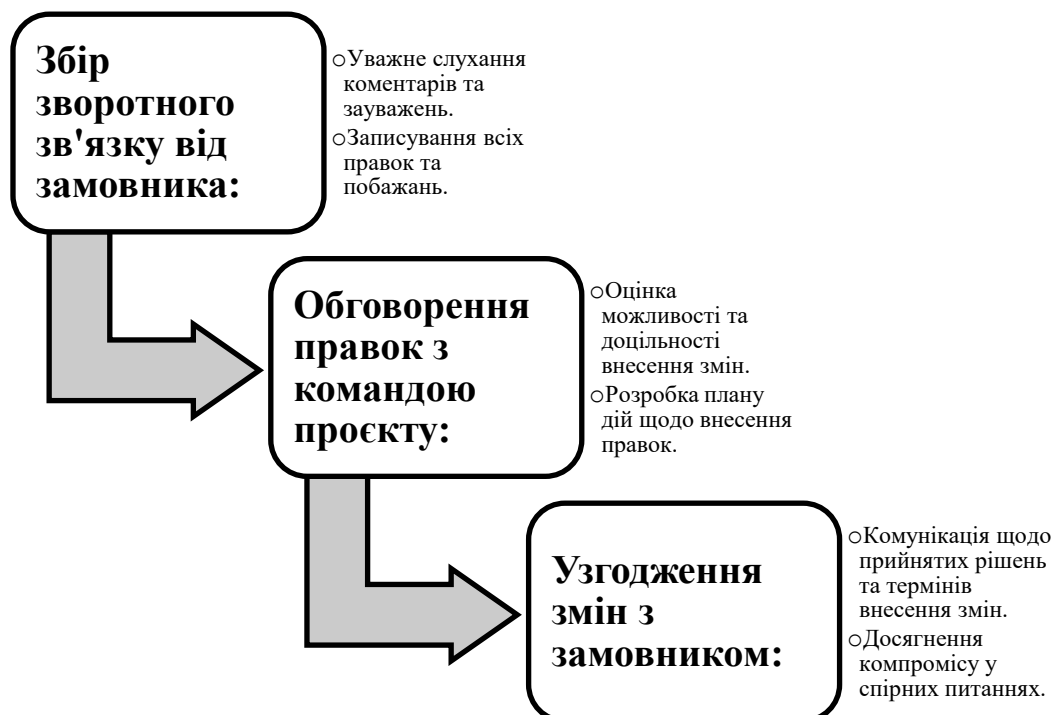 Збір
зворотного
зв'язку від
замовника:
oУважне слухання
коментарів та
зауважень.
oЗаписування всіх
правок та
побажань.
Обговорення
правок з
командою
проєкту:
oОцінка
можливості та
доцільності
внесення змін.
oРозробка плану
дій щодо внесення
правок.
Узгодження
змін з
замовником:
oКомунікація щодо
прийнятих рішень
та термінів
внесення змін.
oДосягнення
компромісу у
спірних питаннях.